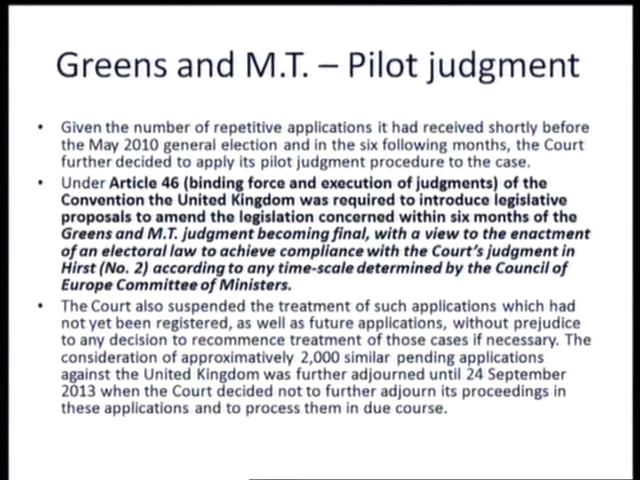 Greens and M.T. – Pilot judgment
• Given the number of repetitive applications it had received shortly before
the May 2010 general election and in the six following months, the Court
further decided to apply its pilot judgment procedure to the case.
• Under Article 46 (binding force and execution of judgments) of the
Convention the United Kingdom was required to introduce legislative
proposals to amend the legislation concerned within six months of the
Greens and M.T. judgment becoming final, with a view to the enactment
of an electoral law to achieve compliance with the Court's judgment in
Hirst (No. 2) according to any time-scale determined by the Council of
Europe Committee of Ministers.
• The Court also suspended the treatment of such applications which had
not yet been registered, as well as future applications, without prejudice
to any decision to recommence treatment of those cases if necessary. The
consideration of approximatively 2,000 similar pending applications
against the United Kingdom was further adjourned until 24 September
2013 when the Court decided not to further adjourn its proceedings in
these applications and to process them in due course.